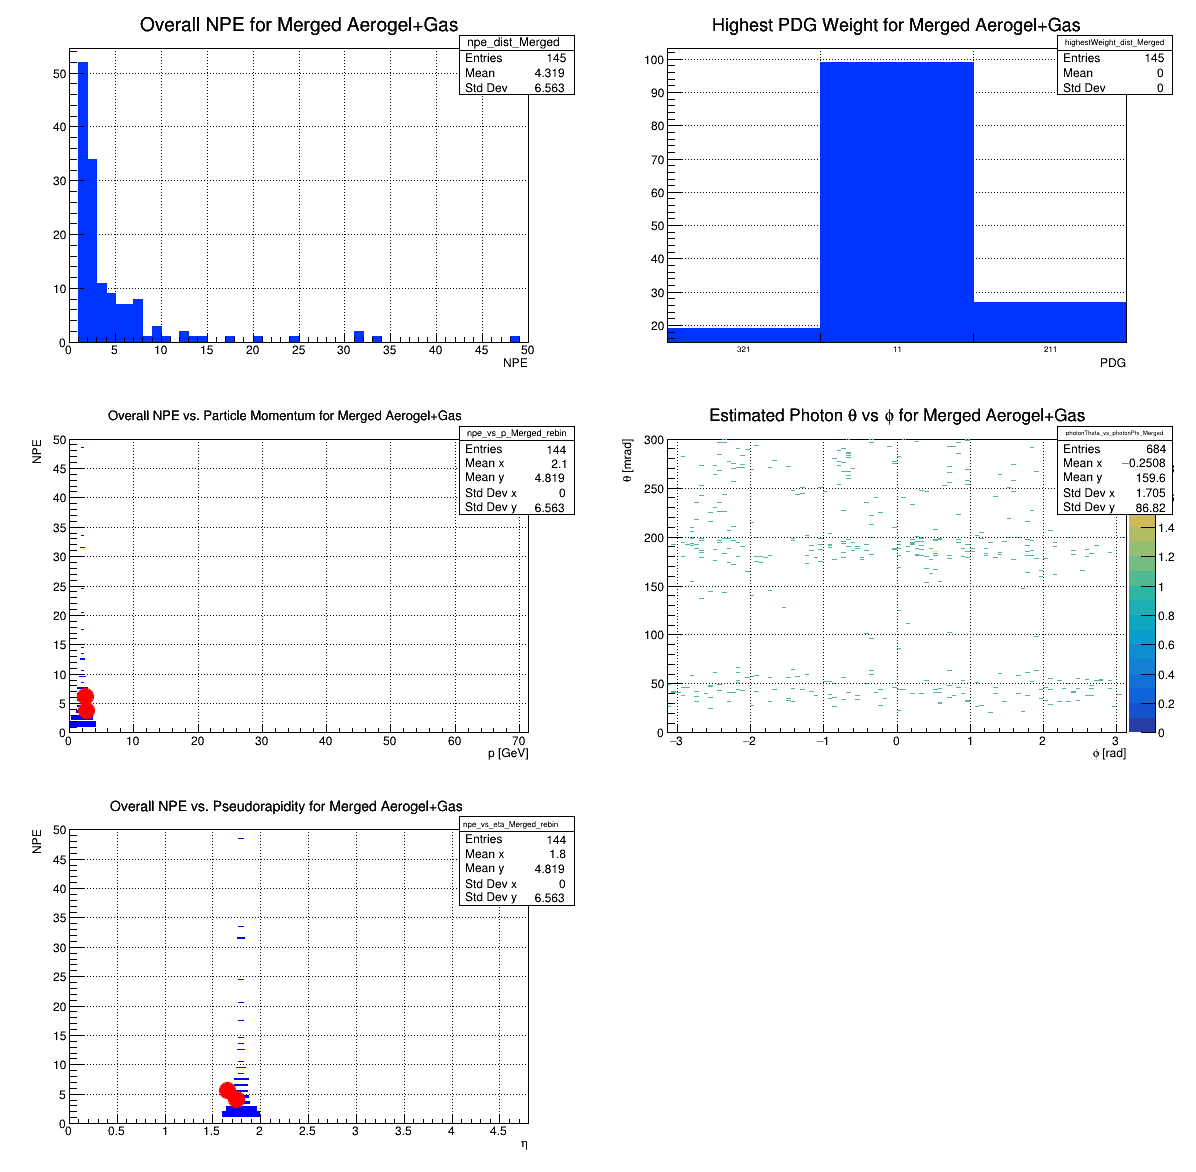 Overall NPE for Merged Aerogel+Gas
npe_dist_Merged
Entries 145
Mean 4.319
Std Dev 6.563
50
40
30
20
10
0
0 5 10 15 20 25 30 35 40 45 50
NPE
Highest PDG Weight for Merged Aerogel+Gas
highestWeight_dist_Merged
Entries 145
Mean 0
Std Dev 0
100
90
80
70
60
50
40
30
20
321 11 211
PDG
Overall NPE vs. Particle Momentum for Merged Aerogel+Gas
npe_vs_p_Merged_rebin
Entries 144
Mean x 2.1
Mean y 4.819
Std Dev x 0
Std Dev y 6.563
NPE
50
45
40
35
30
25
20
15
10
5
0
0 10 20 30 40 50 60 70
p [GeV]
Estimated Photon θ vs ϕ for Merged Aerogel+Gas
photonTheta_vs_photonPhi_Merged
Entries 684
Mean x −0.2508
Mean y 159.6
Std Dev x 1.705
Std Dev y 86.82
θ [mrad]
300
250
200
150
100
50
0
−3 −2 −1 0 1 2 3
ϕ [rad]
1.4
1.2
1
0.8
0.6
0.4
0.2
0
Overall NPE vs. Pseudorapidity for Merged Aerogel+Gas
npe_vs_eta_Merged_rebin
Entries 144
Mean x 1.8
Mean y 4.819
Std Dev x 0
Std Dev y 6.563
NPE
50
45
40
35
30
25
20
15
10
5
0
0 0.5 1 1.5 2 2.5 3 3.5 4 4.5
η